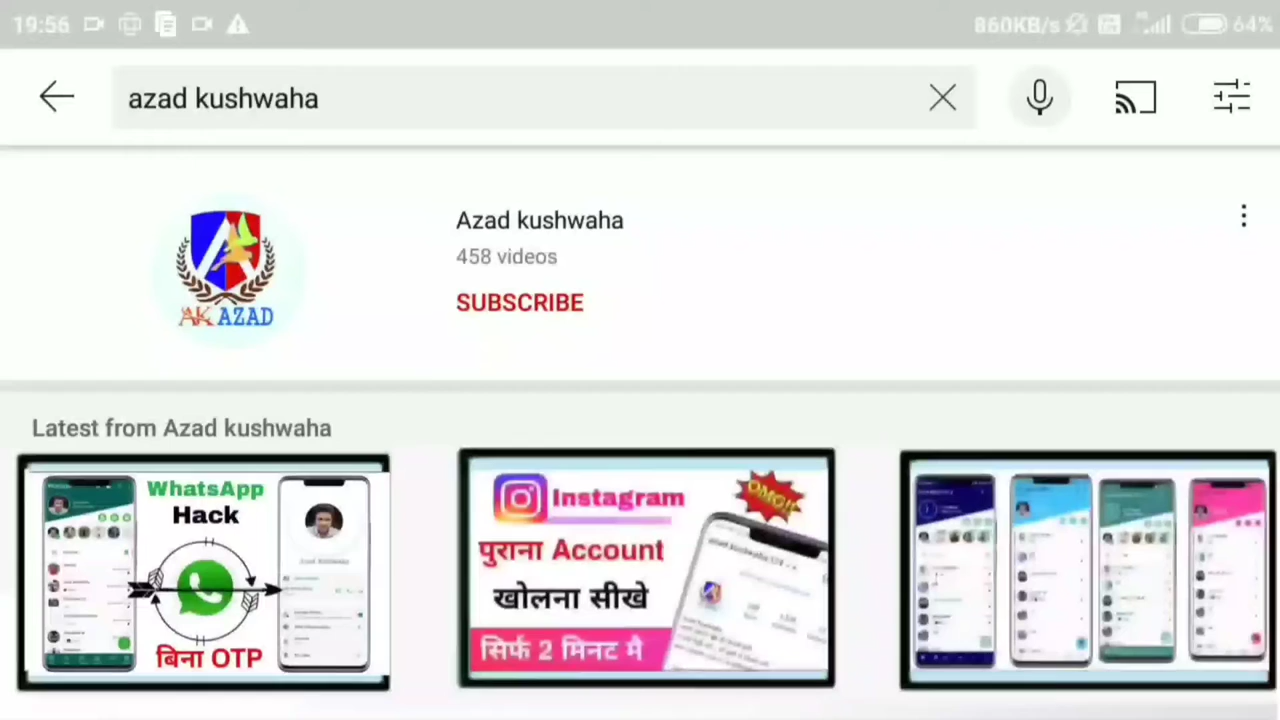 19:56
860KB/s
64%
azad kushwaha
AK AZAD
Azad kushwaha
458 videos
SUBSCRIBE
Latest from Azad kushwaha
WhatsApp
Hack
बिना OTP
Instagram
OMG!
पुराना Account
खोलना सीखे
सिर्फ 2 मिनट मै